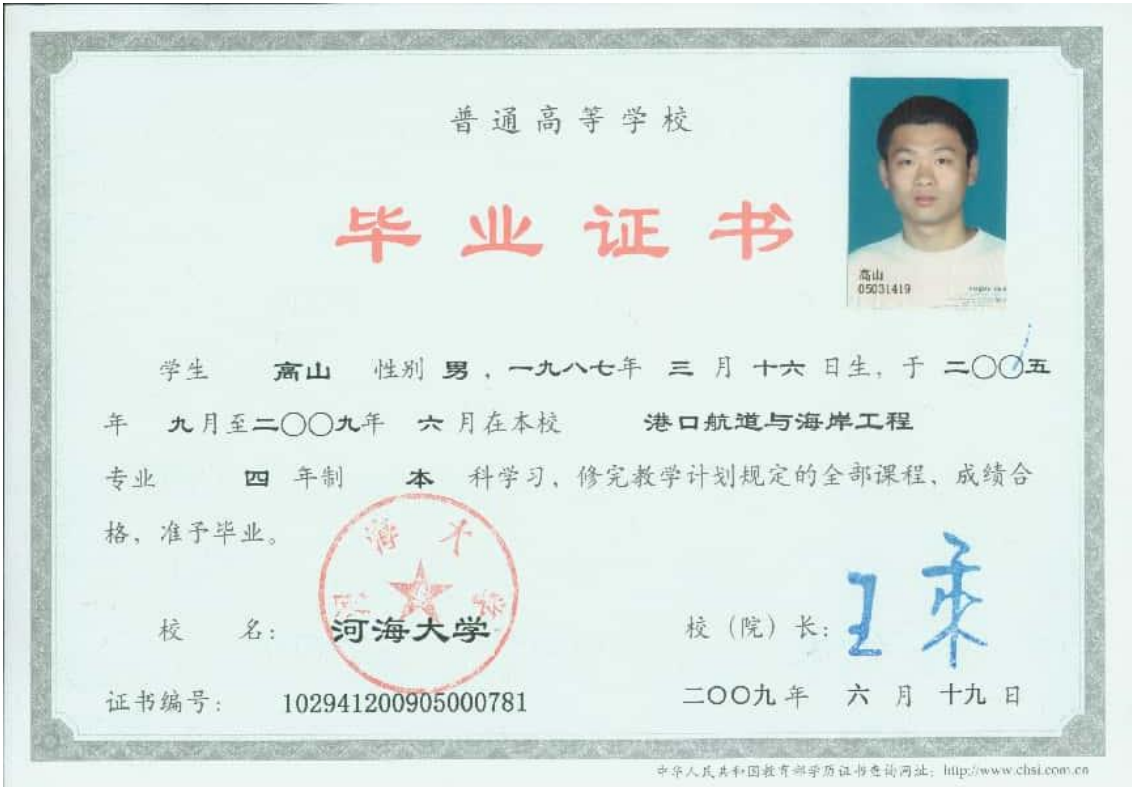 普通高等学校
毕业证书
高山
05031419
学生 高山 性别 男，一九八七年 三 月 十六 日生，于 二〇〇五
年 九月至二〇〇九年 六 月在本校 港口航道与海岸工程
专业 四 年制 本 科学习，修完教学计划规定的全部课程，成绩合
格，准予毕业。
河海大学
校 名： 河海大学 校（院）长：王乘
证书编号： 102941200905000781 二〇〇九年 六 月 十九 日
中华人民共和国教育部学历证书查询网址：http://www.chsi.com.cn